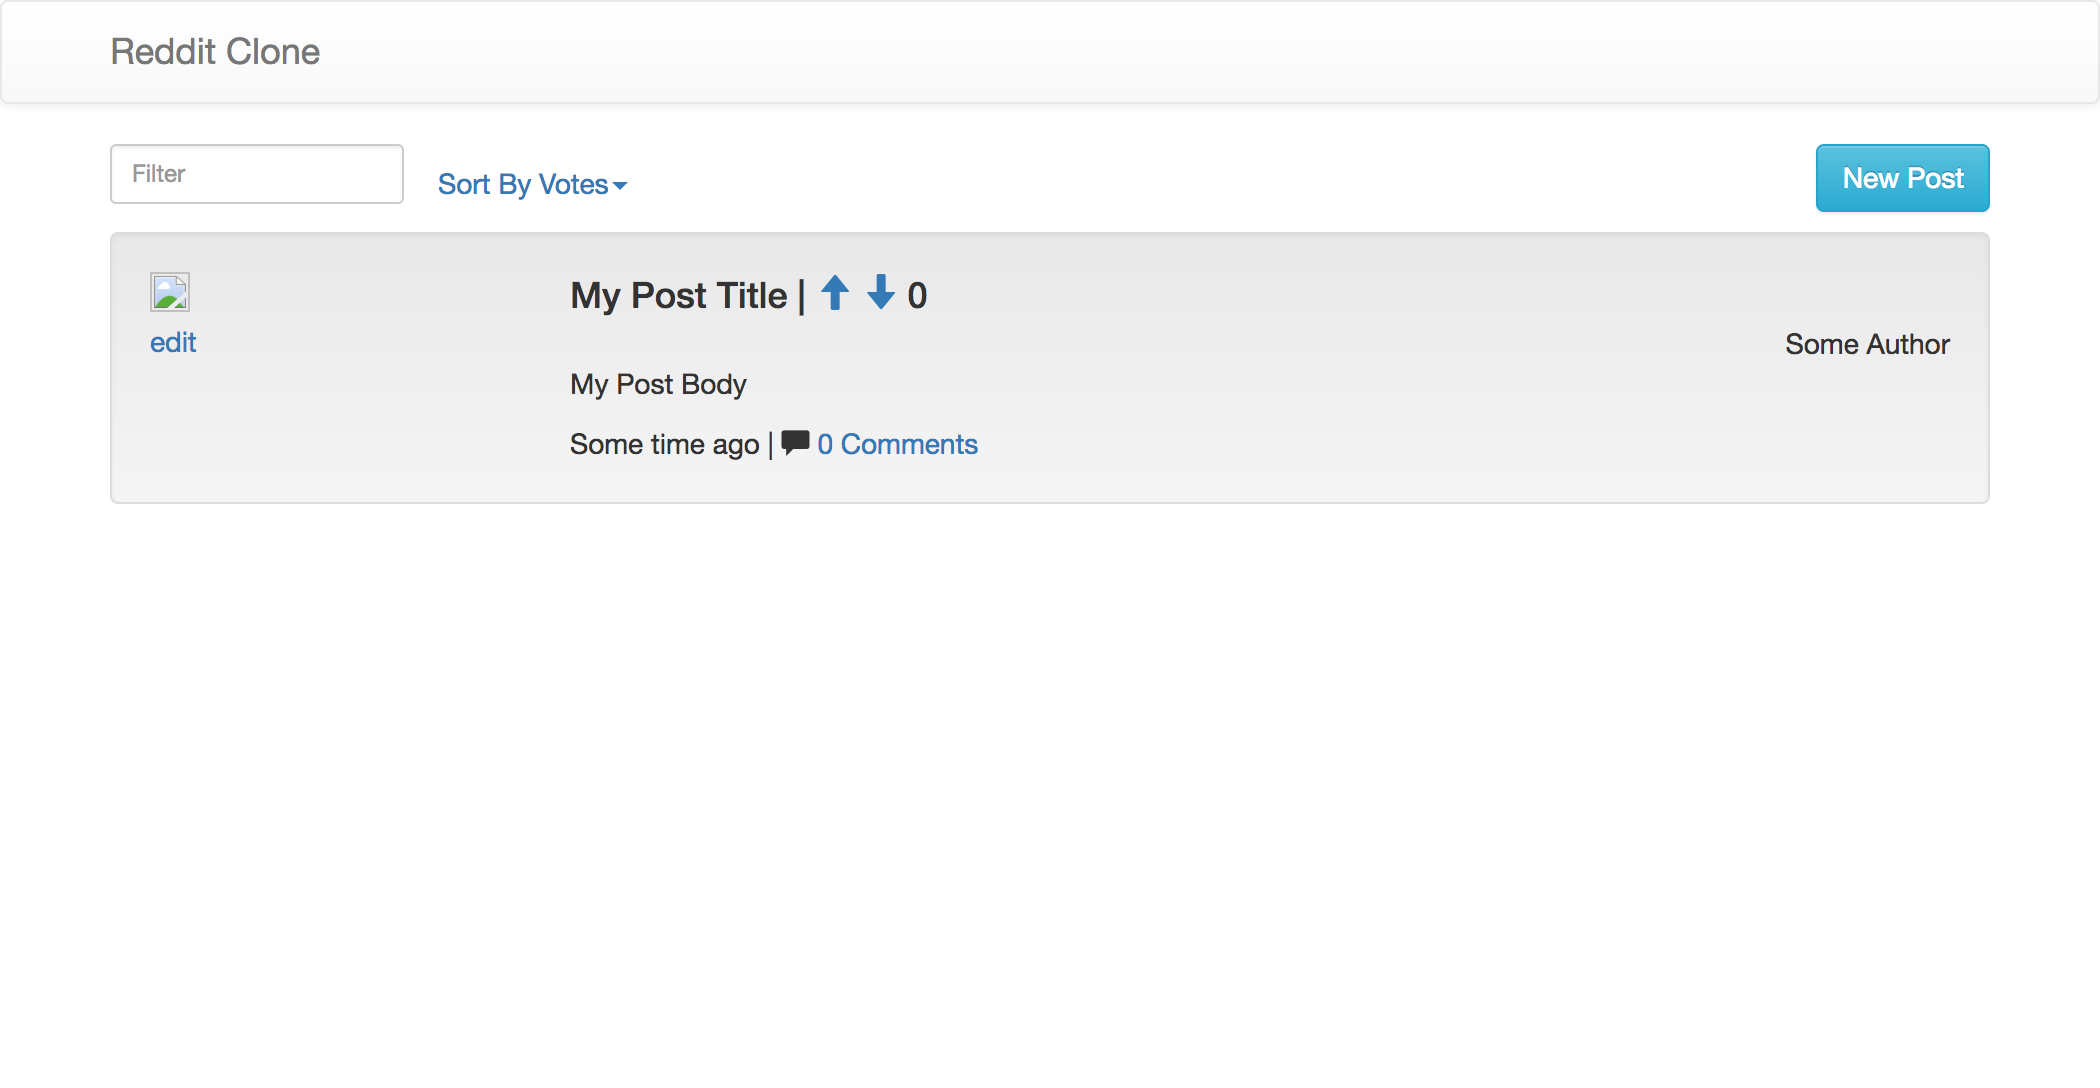 Reddit Clone
Filter
Sort By Votes
New Post
My Post Title | 0
edit
Some Author
My Post Body
Some time ago | 0 Comments